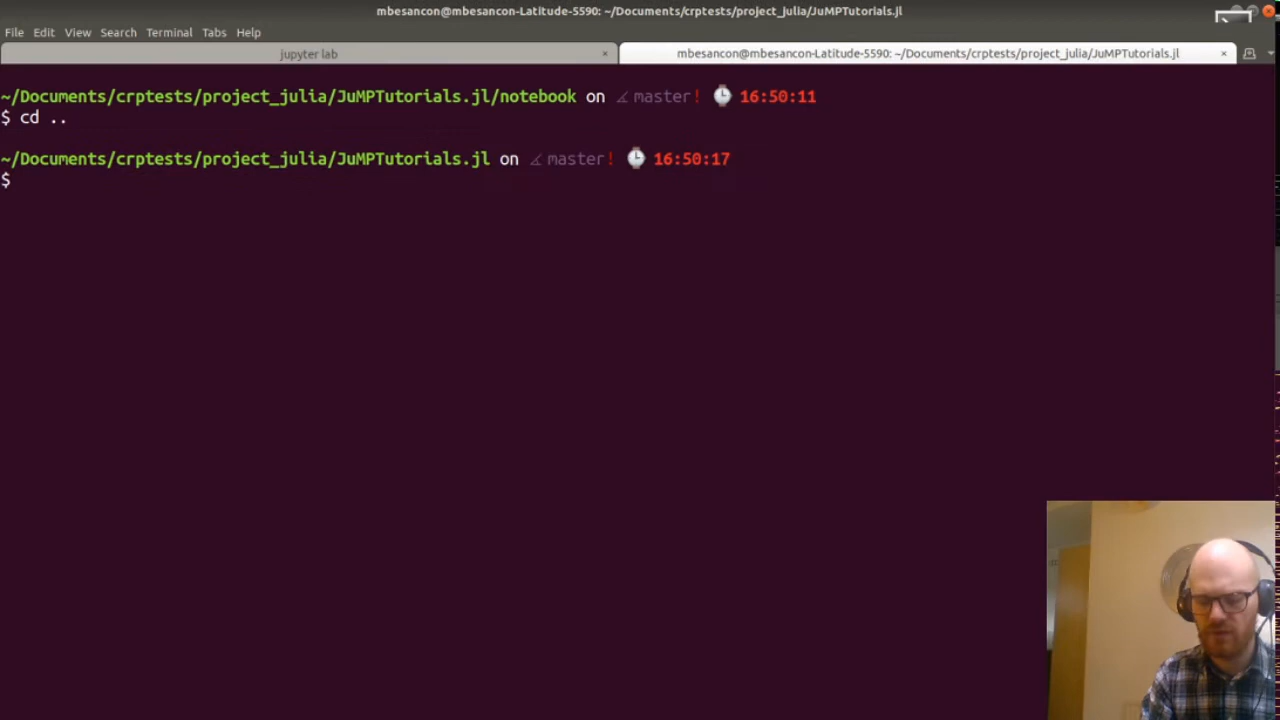 mbesancon@mbesancon-Latitude-5590: ~/Documents/crptests/project_julia/JuMPTutorials.jl
File Edit View Search Terminal Tabs Help
jupyter lab × mbesancon@mbesancon-Latitude-5590: ~/Documents/crptests/project_julia/JuMPTutorials.jl ×
~/Documents/crptests/project_julia/JuMPTutorials.jl/notebook on master! 16:50:11
$ cd ..
~/Documents/crptests/project_julia/JuMPTutorials.jl on master! 16:50:17
$